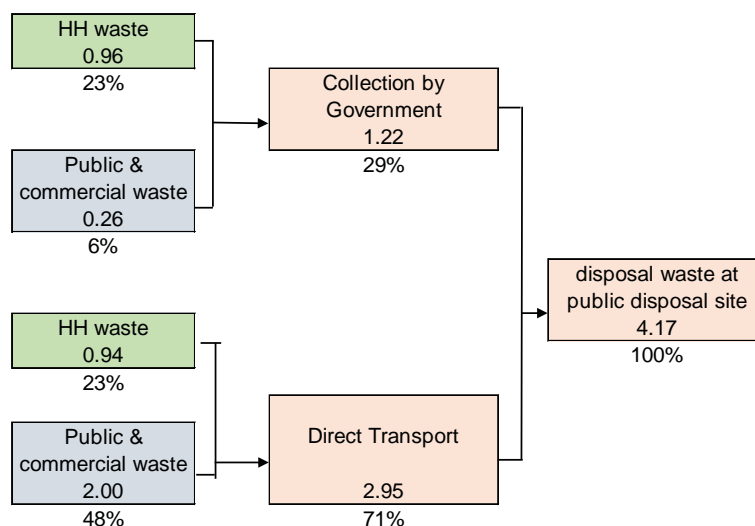 HH waste
0.96
23%
Public &
commercial waste
0.26
6%
Collection by
Government
1.22
29%
HH waste
0.94
23%
Public &
commercial waste
2.00
48%
Direct Transport
2.95
71%
disposal waste at
public disposal site
4.17
100%